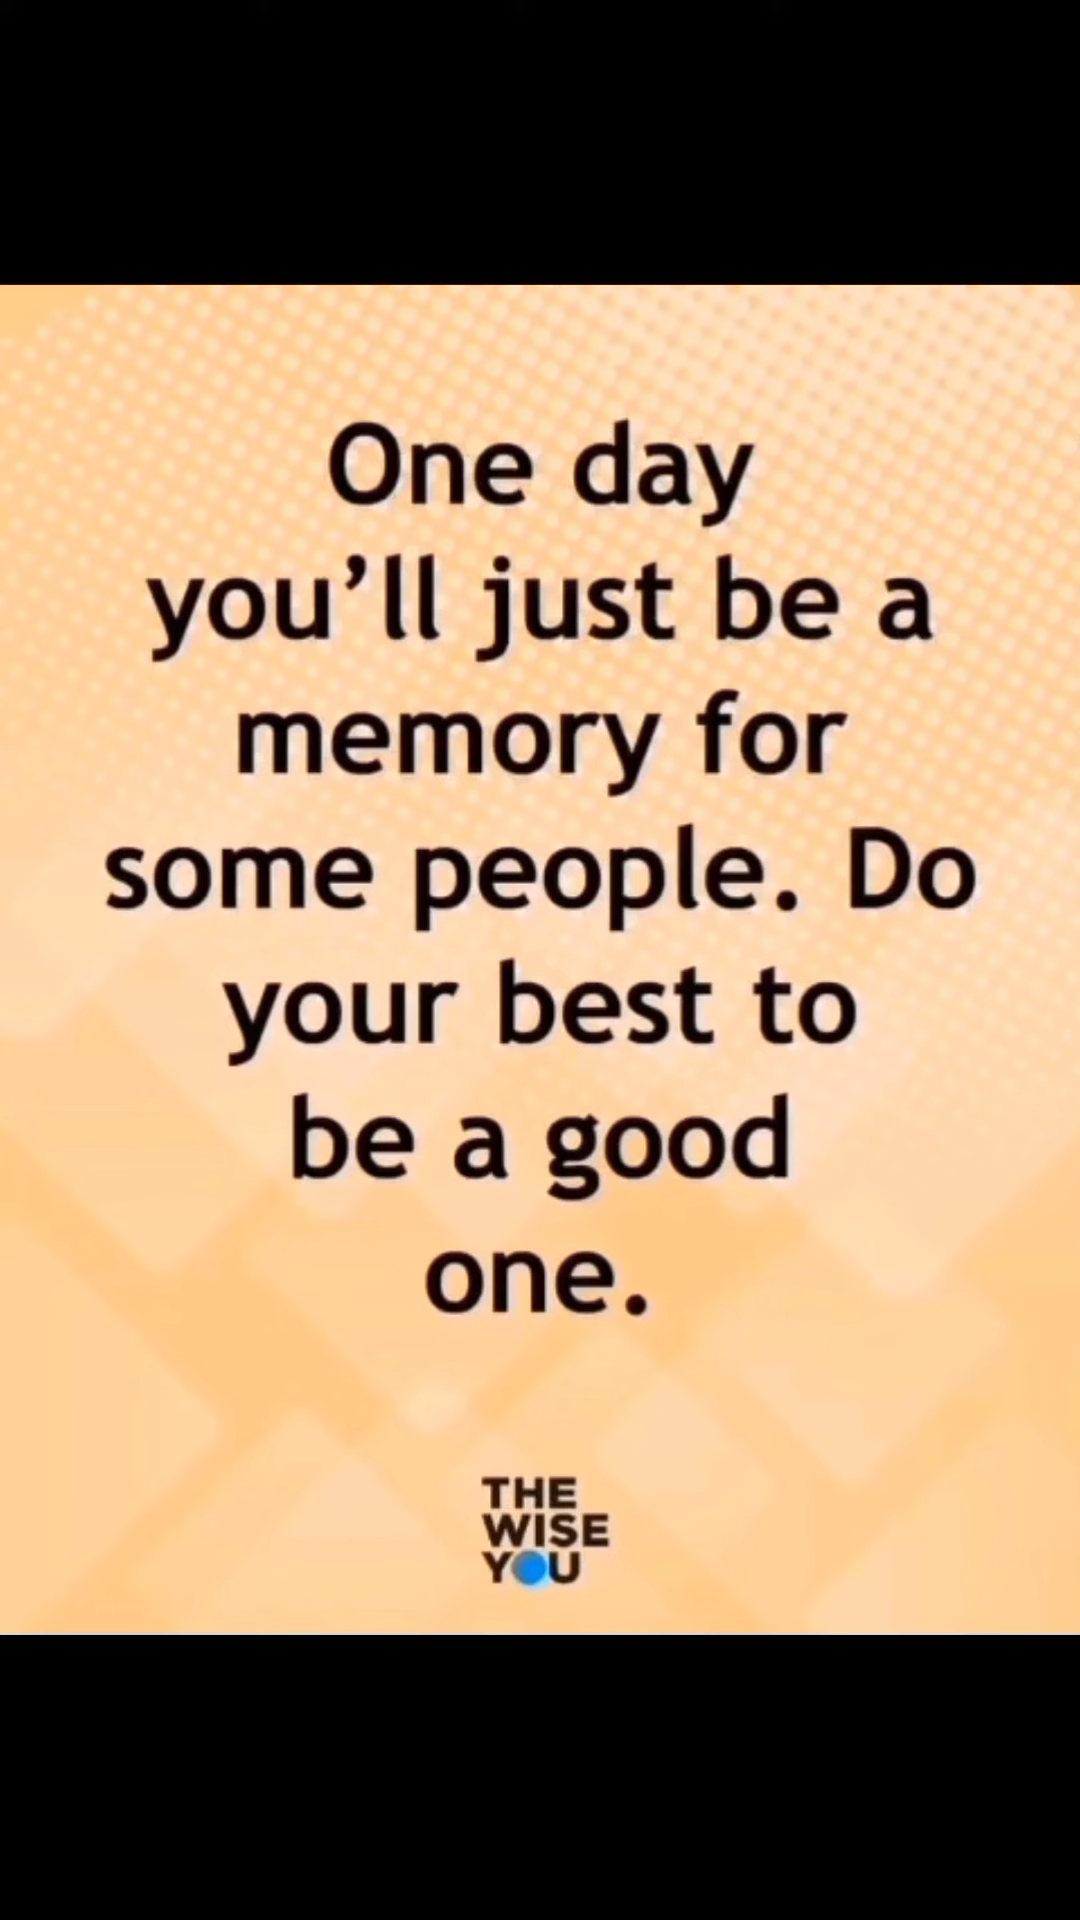 One day
you’ll just be a
memory for
some people. Do
your best to
be a good
one.
THE
WISE
YOU